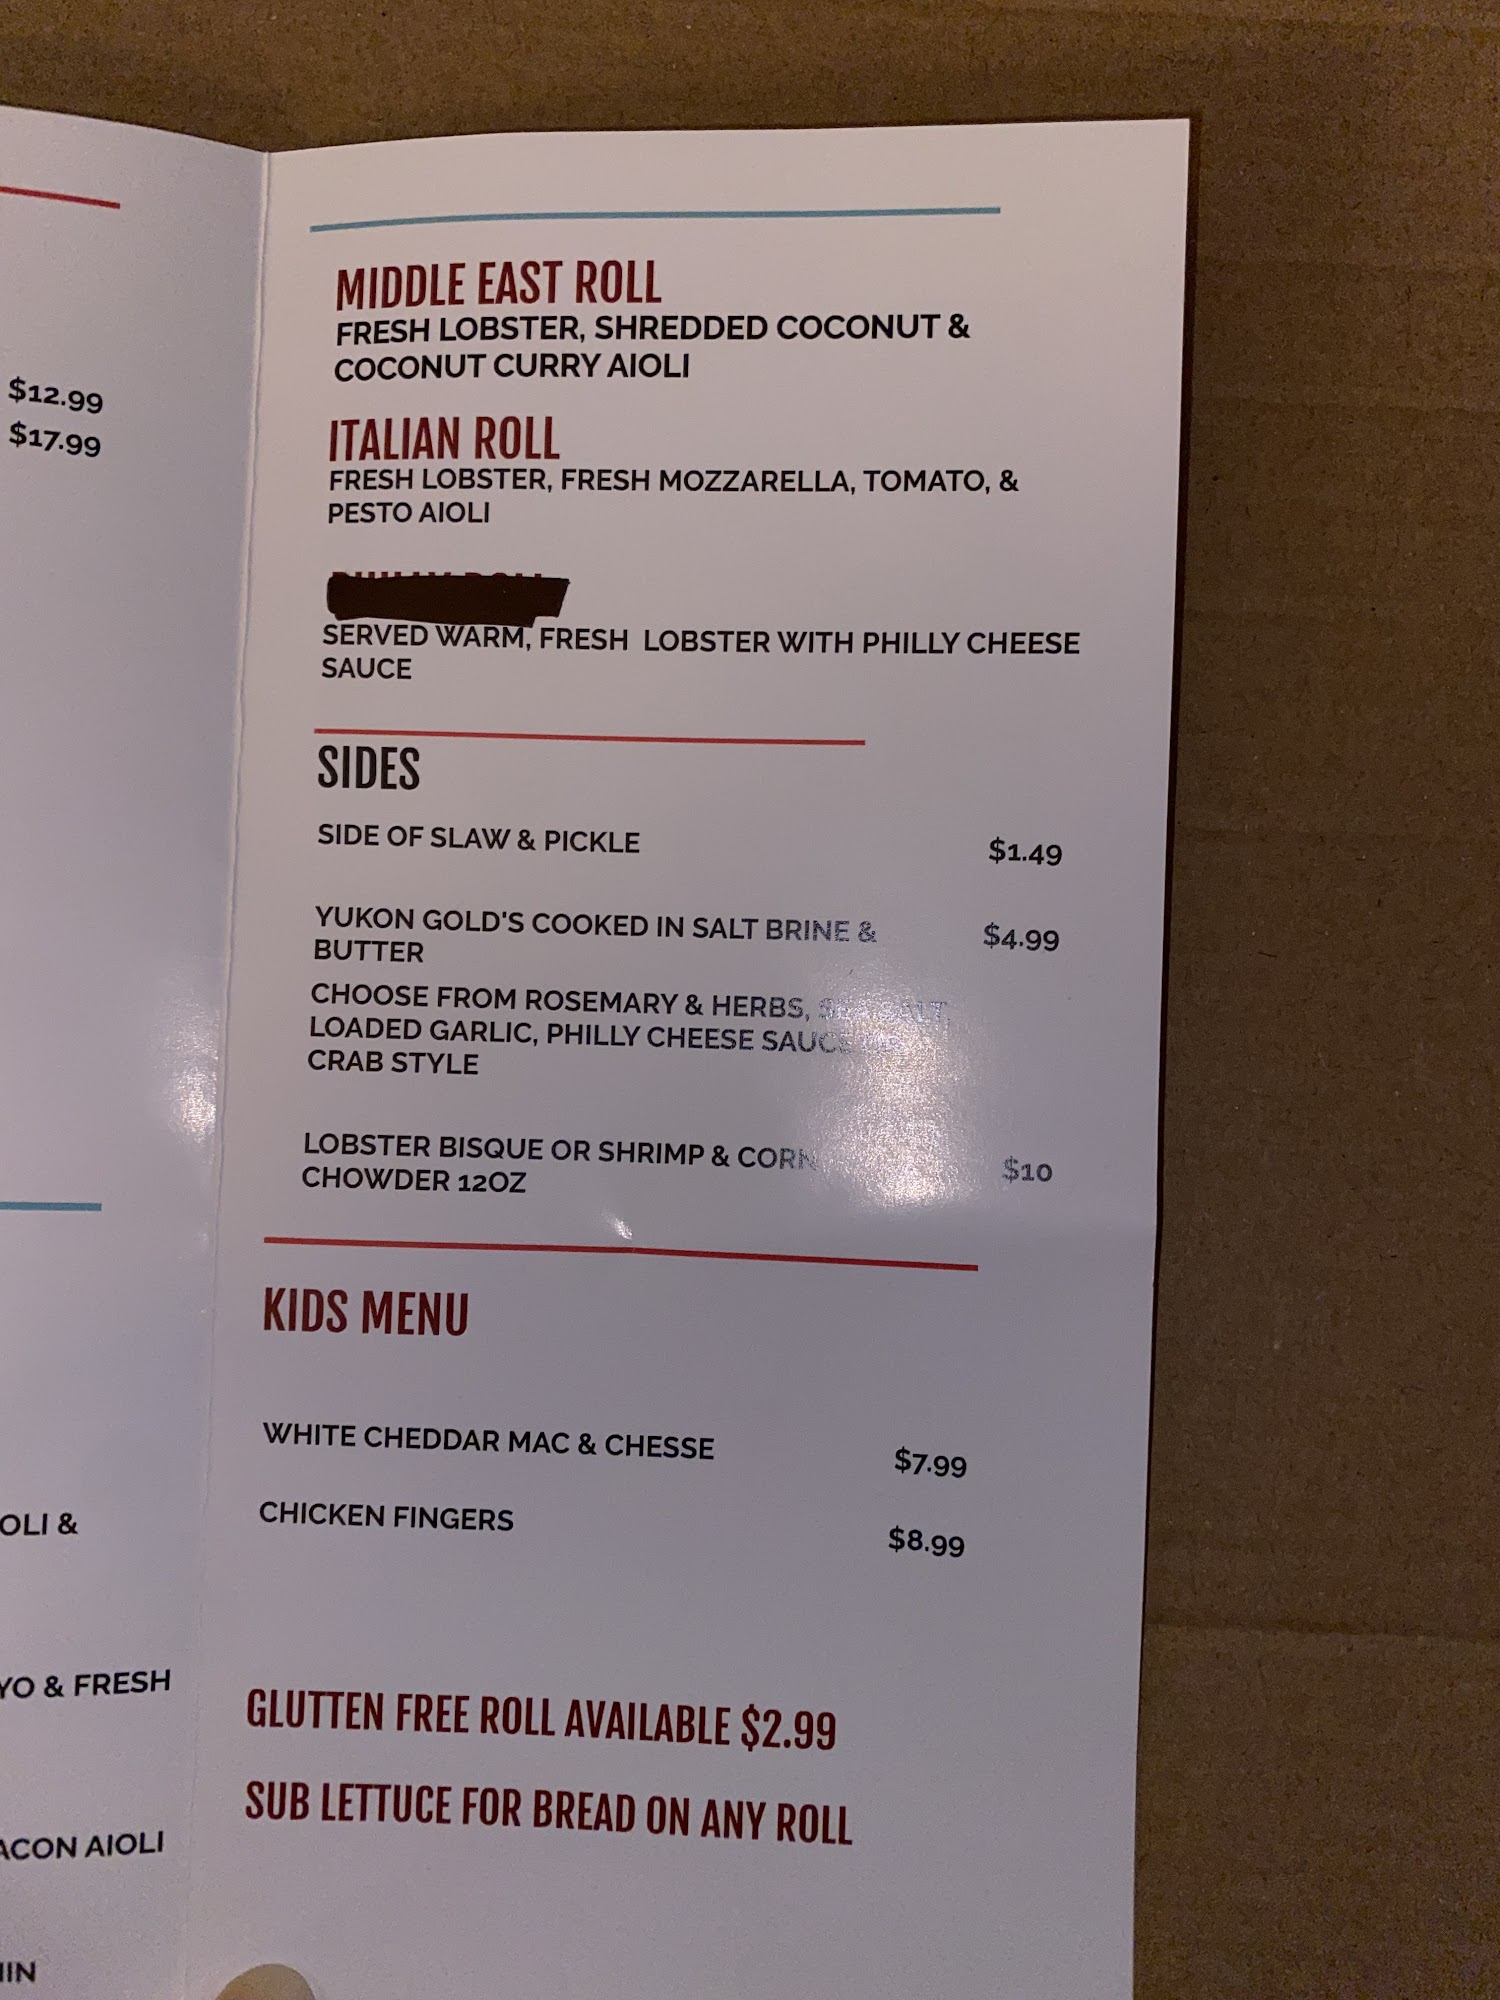 $12.99
$17.99
OLI &
YO & FRESH
ACON AIOLI
MIDDLE EAST ROLL
FRESH LOBSTER, SHREDDED COCONUT &
COCONUT CURRY AIOLI
ITALIAN ROLL
FRESH LOBSTER, FRESH MOZZARELLA, TOMATO, &
PESTO AIOLI
SERVED WARM, FRESH LOBSTER WITH PHILLY CHEESE
SAUCE
SIDES
SIDE OF SLAW & PICKLE $1.49
YUKON GOLD'S COOKED IN SALT BRINE & $4.99
BUTTER
CHOOSE FROM ROSEMARY & HERBS, SEA SALT,
LOADED GARLIC, PHILLY CHEESE SAUCE OR
CRAB STYLE
LOBSTER BISQUE OR SHRIMP & CORN $10
CHOWDER 12OZ
KIDS MENU
WHITE CHEDDAR MAC & CHESSE $7.99
CHICKEN FINGERS $8.99
GLUTTEN FREE ROLL AVAILABLE $2.99
SUB LETTUCE FOR BREAD ON ANY ROLL